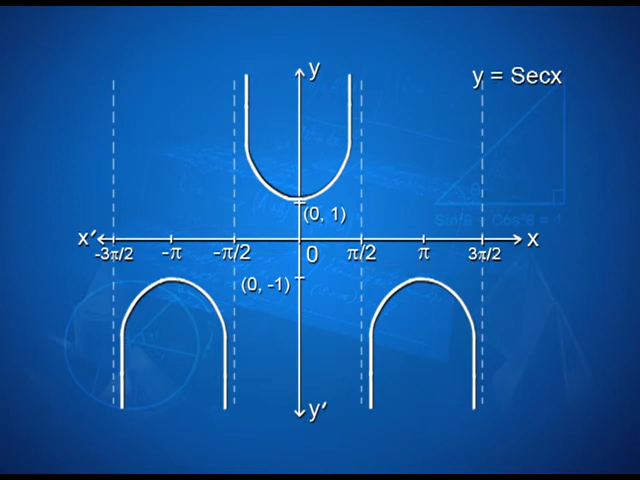 y
y = Secx
(0, 1)
x′
x
-3π/2
-π
-π/2
0
π/2
π
3π/2
(0, -1)
y′